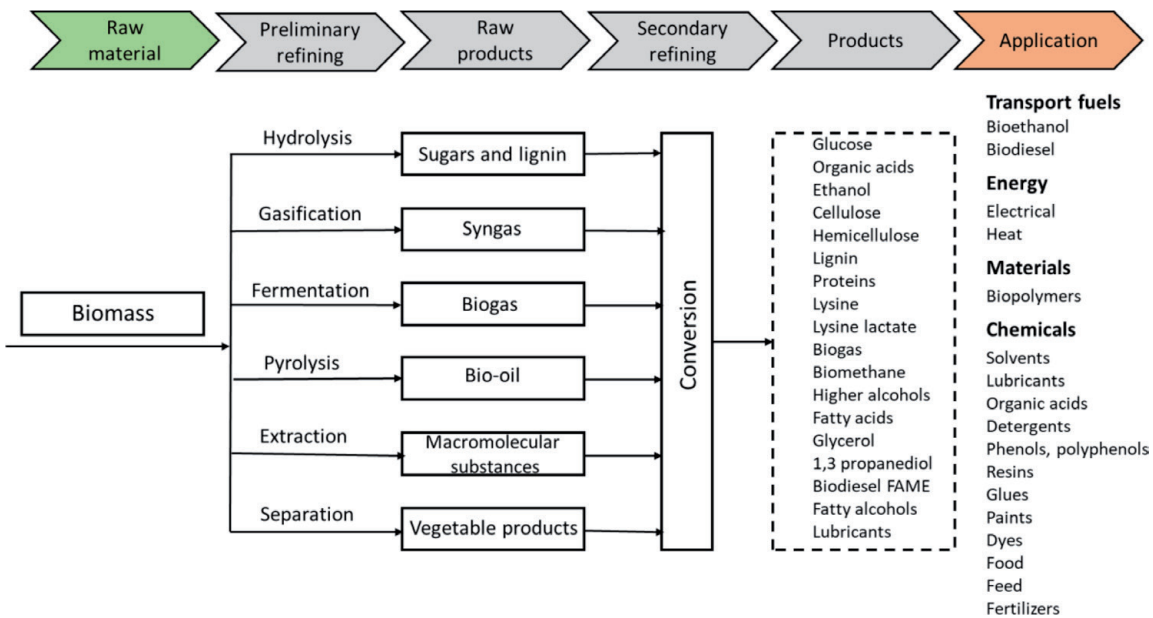 Raw
material
Preliminary
refining
Raw
products
Secondary
refining
Products
Application
Biomass
Hydrolysis
Gasification
Fermentation
Pyrolysis
Extraction
Separation
Sugars and lignin
Syngas
Biogas
Bio-oil
Macromolecular
substances
Vegetable products
Conversion
Glucose
Organic acids
Ethanol
Cellulose
Hemicellulose
Lignin
Proteins
Lysine
Lysine lactate
Biogas
Biomethane
Higher alcohols
Fatty acids
Glycerol
1,3 propanediol
Biodiesel FAME
Fatty alcohols
Lubricants
Transport fuels
Bioethanol
Biodiesel
Energy
Electrical
Heat
Materials
Biopolymers
Chemicals
Solvents
Lubricants
Organic acids
Detergents
Phenols, polyphenols
Resins
Glues
Paints
Dyes
Food
Feed
Fertilizers